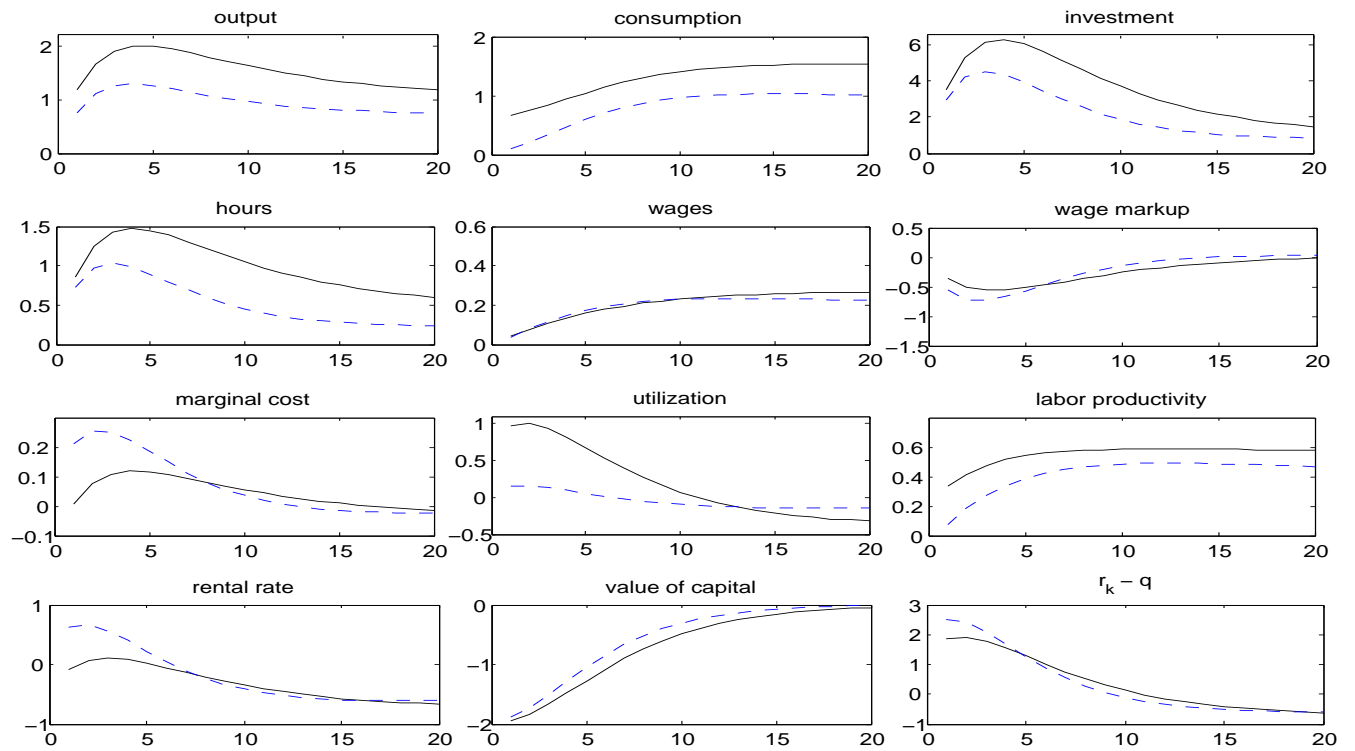 output
2
1
0
0 5 10 15 20
consumption
2
1
0
0 5 10 15 20
investment
6
4
2
0
0 5 10 15 20
hours
1.5
1
0.5
0
0 5 10 15 20
wages
0.6
0.4
0.2
0
0 5 10 15 20
wage markup
0.5
0
−0.5
−1
−1.5
0 5 10 15 20
marginal cost
0.2
0.1
0
−0.1
0 5 10 15 20
utilization
1
0.5
0
−0.5
0 5 10 15 20
labor productivity
0.6
0.4
0.2
0
0 5 10 15 20
rental rate
1
0
−1
0 5 10 15 20
value of capital
0
−1
−2
0 5 10 15 20
r_k − q
3
2
1
0
−1
0 5 10 15 20